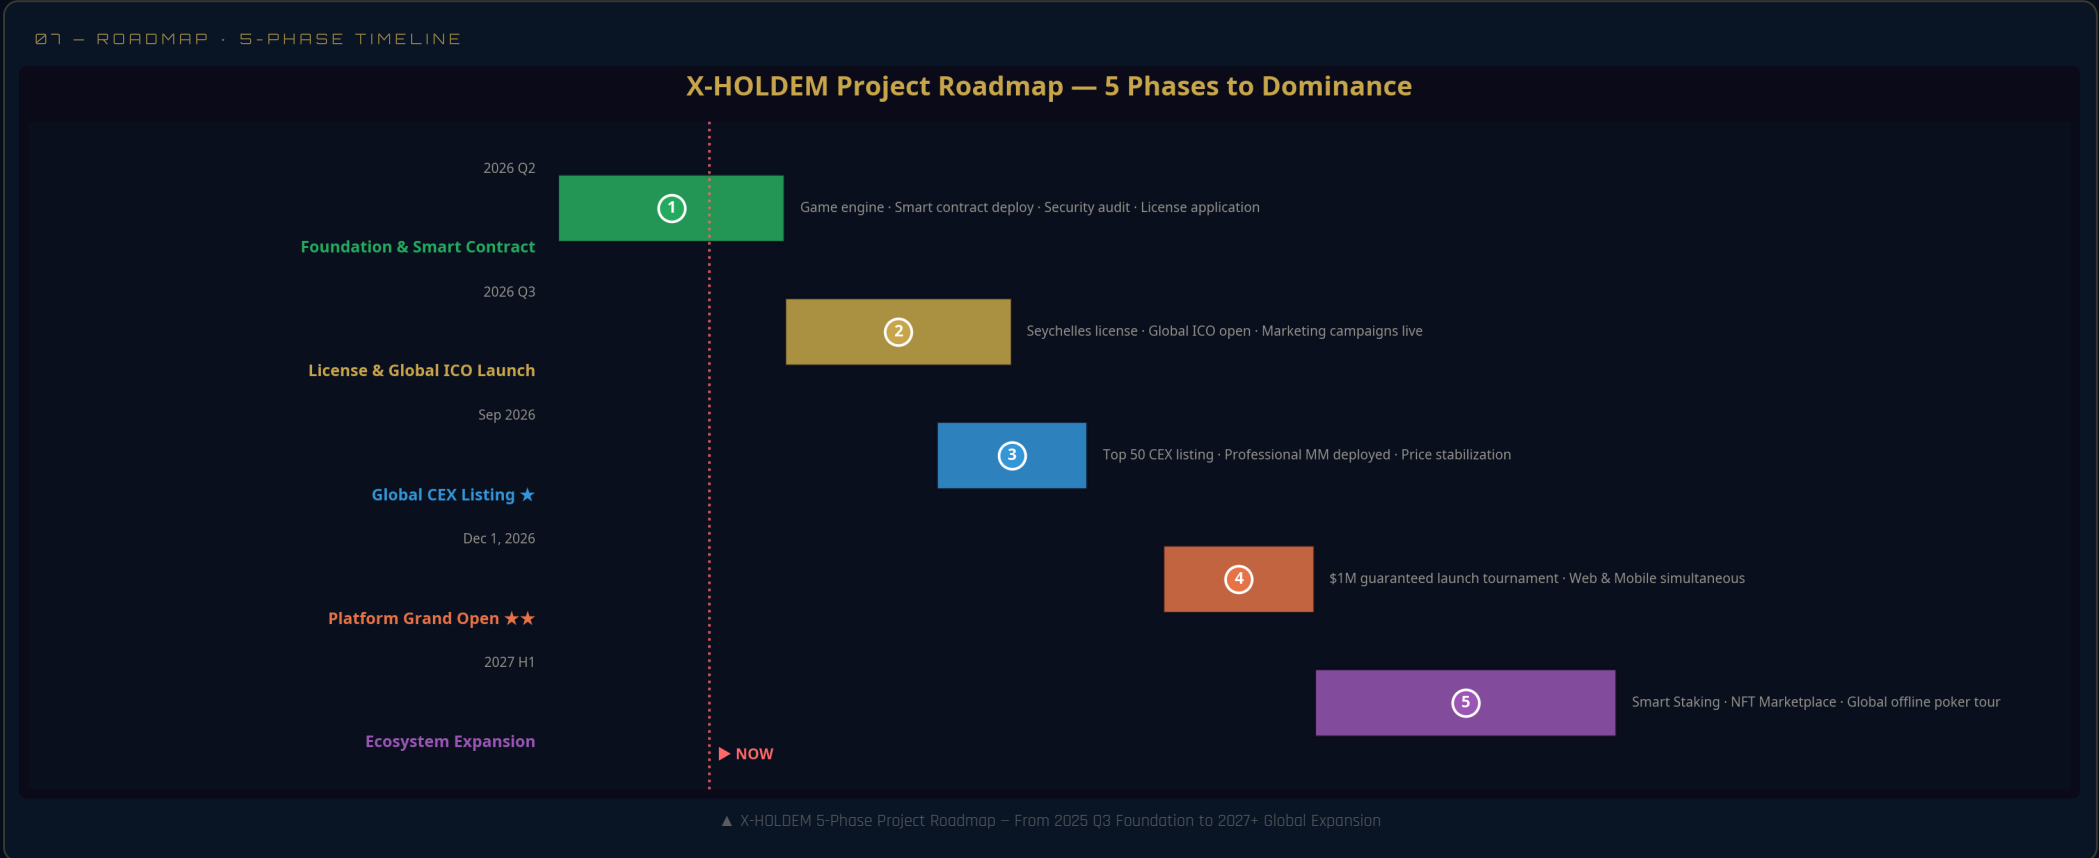 07 — ROADMAP · 5-PHASE TIMELINE
X-HOLDEM Project Roadmap — 5 Phases to Dominance
2026 Q2
1
Game engine · Smart contract deploy · Security audit · License application
Foundation & Smart Contract
2026 Q3
2
Seychelles license · Global ICO open · Marketing campaigns live
License & Global ICO Launch
Sep 2026
3
Top 50 CEX listing · Professional MM deployed · Price stabilization
Global CEX Listing ★
Dec 1, 2026
4
$1M guaranteed launch tournament · Web & Mobile simultaneous
Platform Grand Open ★★
2027 H1
5
Smart Staking · NFT Marketplace · Global offline poker tour
Ecosystem Expansion
▶ NOW
▲ X-HOLDEM 5-Phase Project Roadmap — From 2025 Q3 Foundation to 2027+ Global Expansion